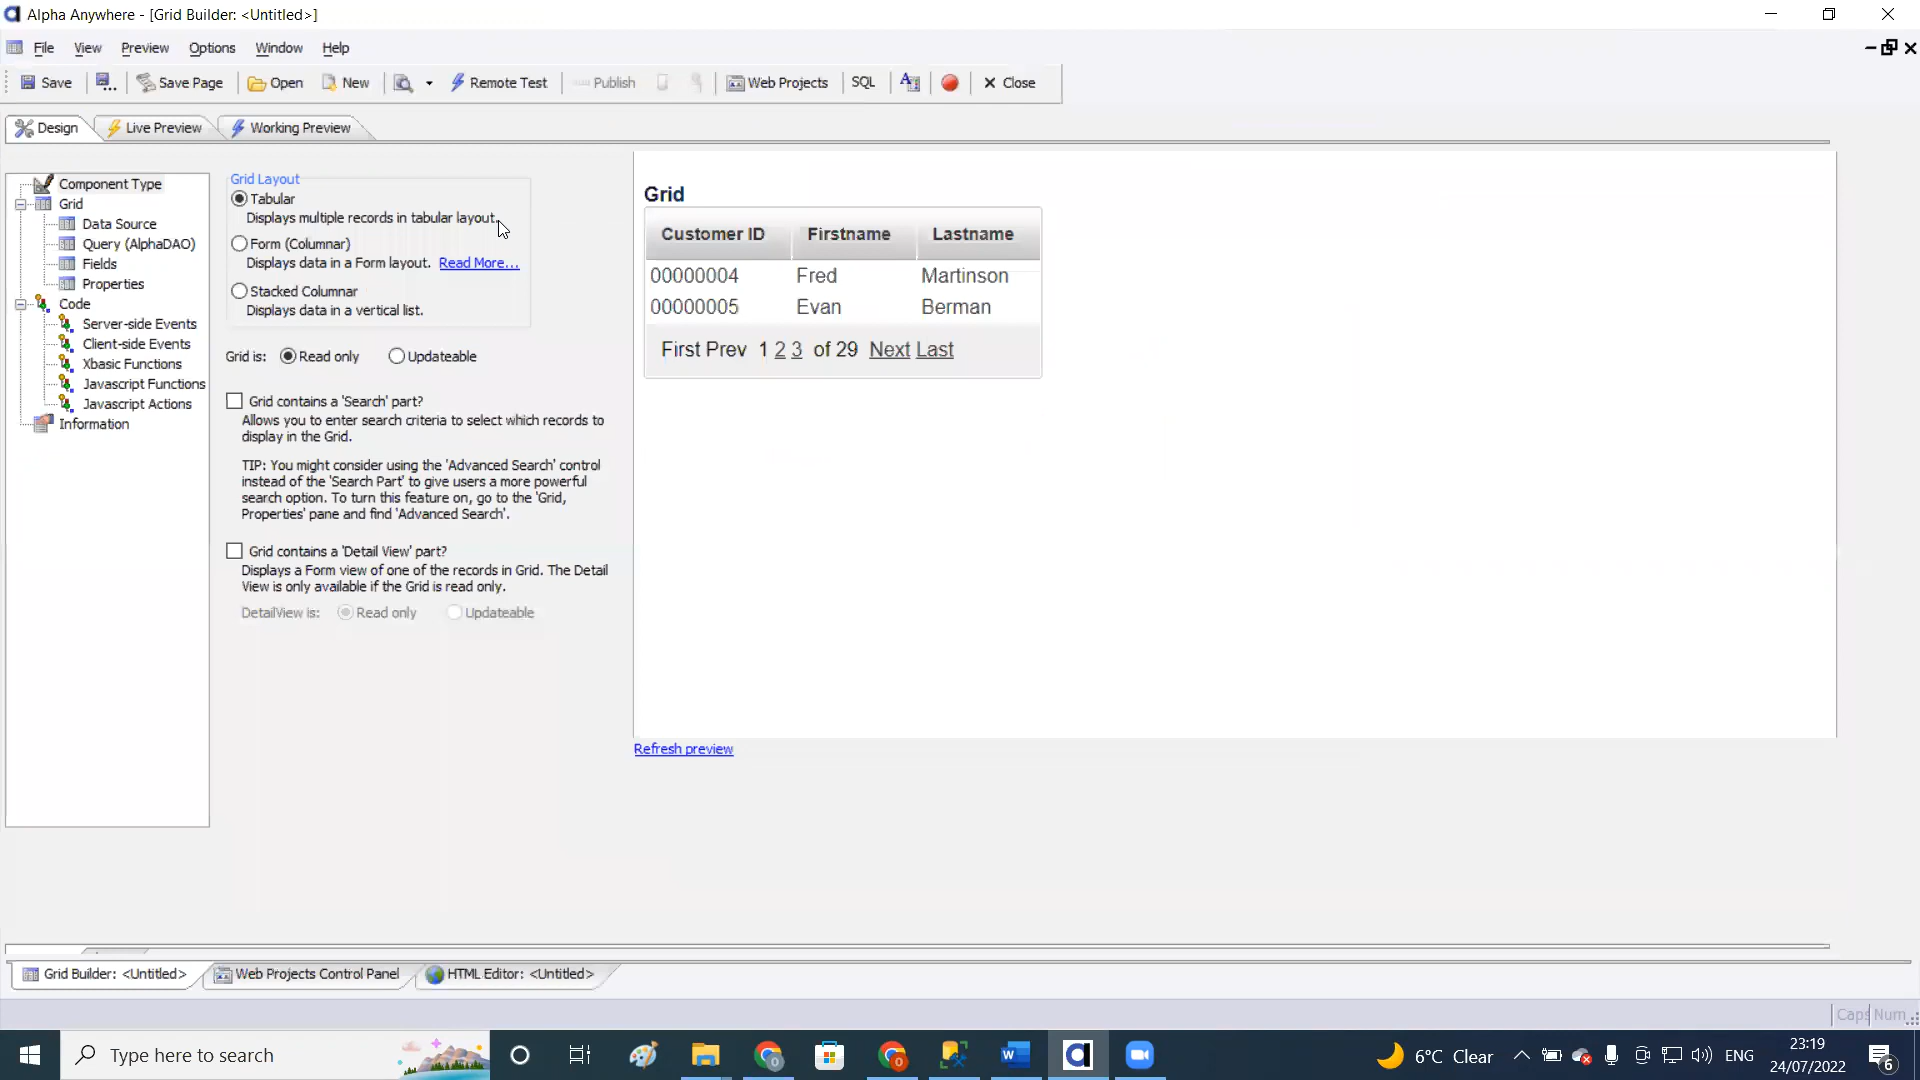 Alpha Anywhere - [Grid Builder: <Untitled>]
File View Preview Options Window Help
Save Save Page Open New Remote Test Publish Web Projects SQL Close
Design Live Preview Working Preview
Component Type
Grid
Data Source
Query (AlphaDAO)
Fields
Properties
Code
Server-side Events
Client-side Events
Xbasic Functions
Javascript Functions
Javascript Actions
Information
Grid Layout
Tabular
Displays multiple records in tabular layout.
Form (Columnar)
Displays data in a Form layout. Read More...
Stacked Columnar
Displays data in a vertical list.
Grid is: Read only Updateable
Grid contains a 'Search' part?
Allows you to enter search criteria to select which records to
display in the Grid.
TIP: You might consider using the 'Advanced Search' control
instead of the 'Search Part' to give users a more powerful
search option. To turn this feature on, go to the 'Grid,
Properties' pane and find 'Advanced Search'.
Grid contains a 'Detail View' part?
Displays a Form view of one of the records in Grid. The Detail
View is only available if the Grid is read only.
DetailView is: Read only Updateable
Grid
Customer ID Firstname Lastname
00000004 Fred Martinson
00000005 Evan Berman
First Prev 1 2 3 of 29 Next Last
Refresh preview
Grid Builder: <Untitled> Web Projects Control Panel HTML Editor: <Untitled>
Caps Num
Type here to search
6°C Clear
ENG
23:19
24/07/2022
6